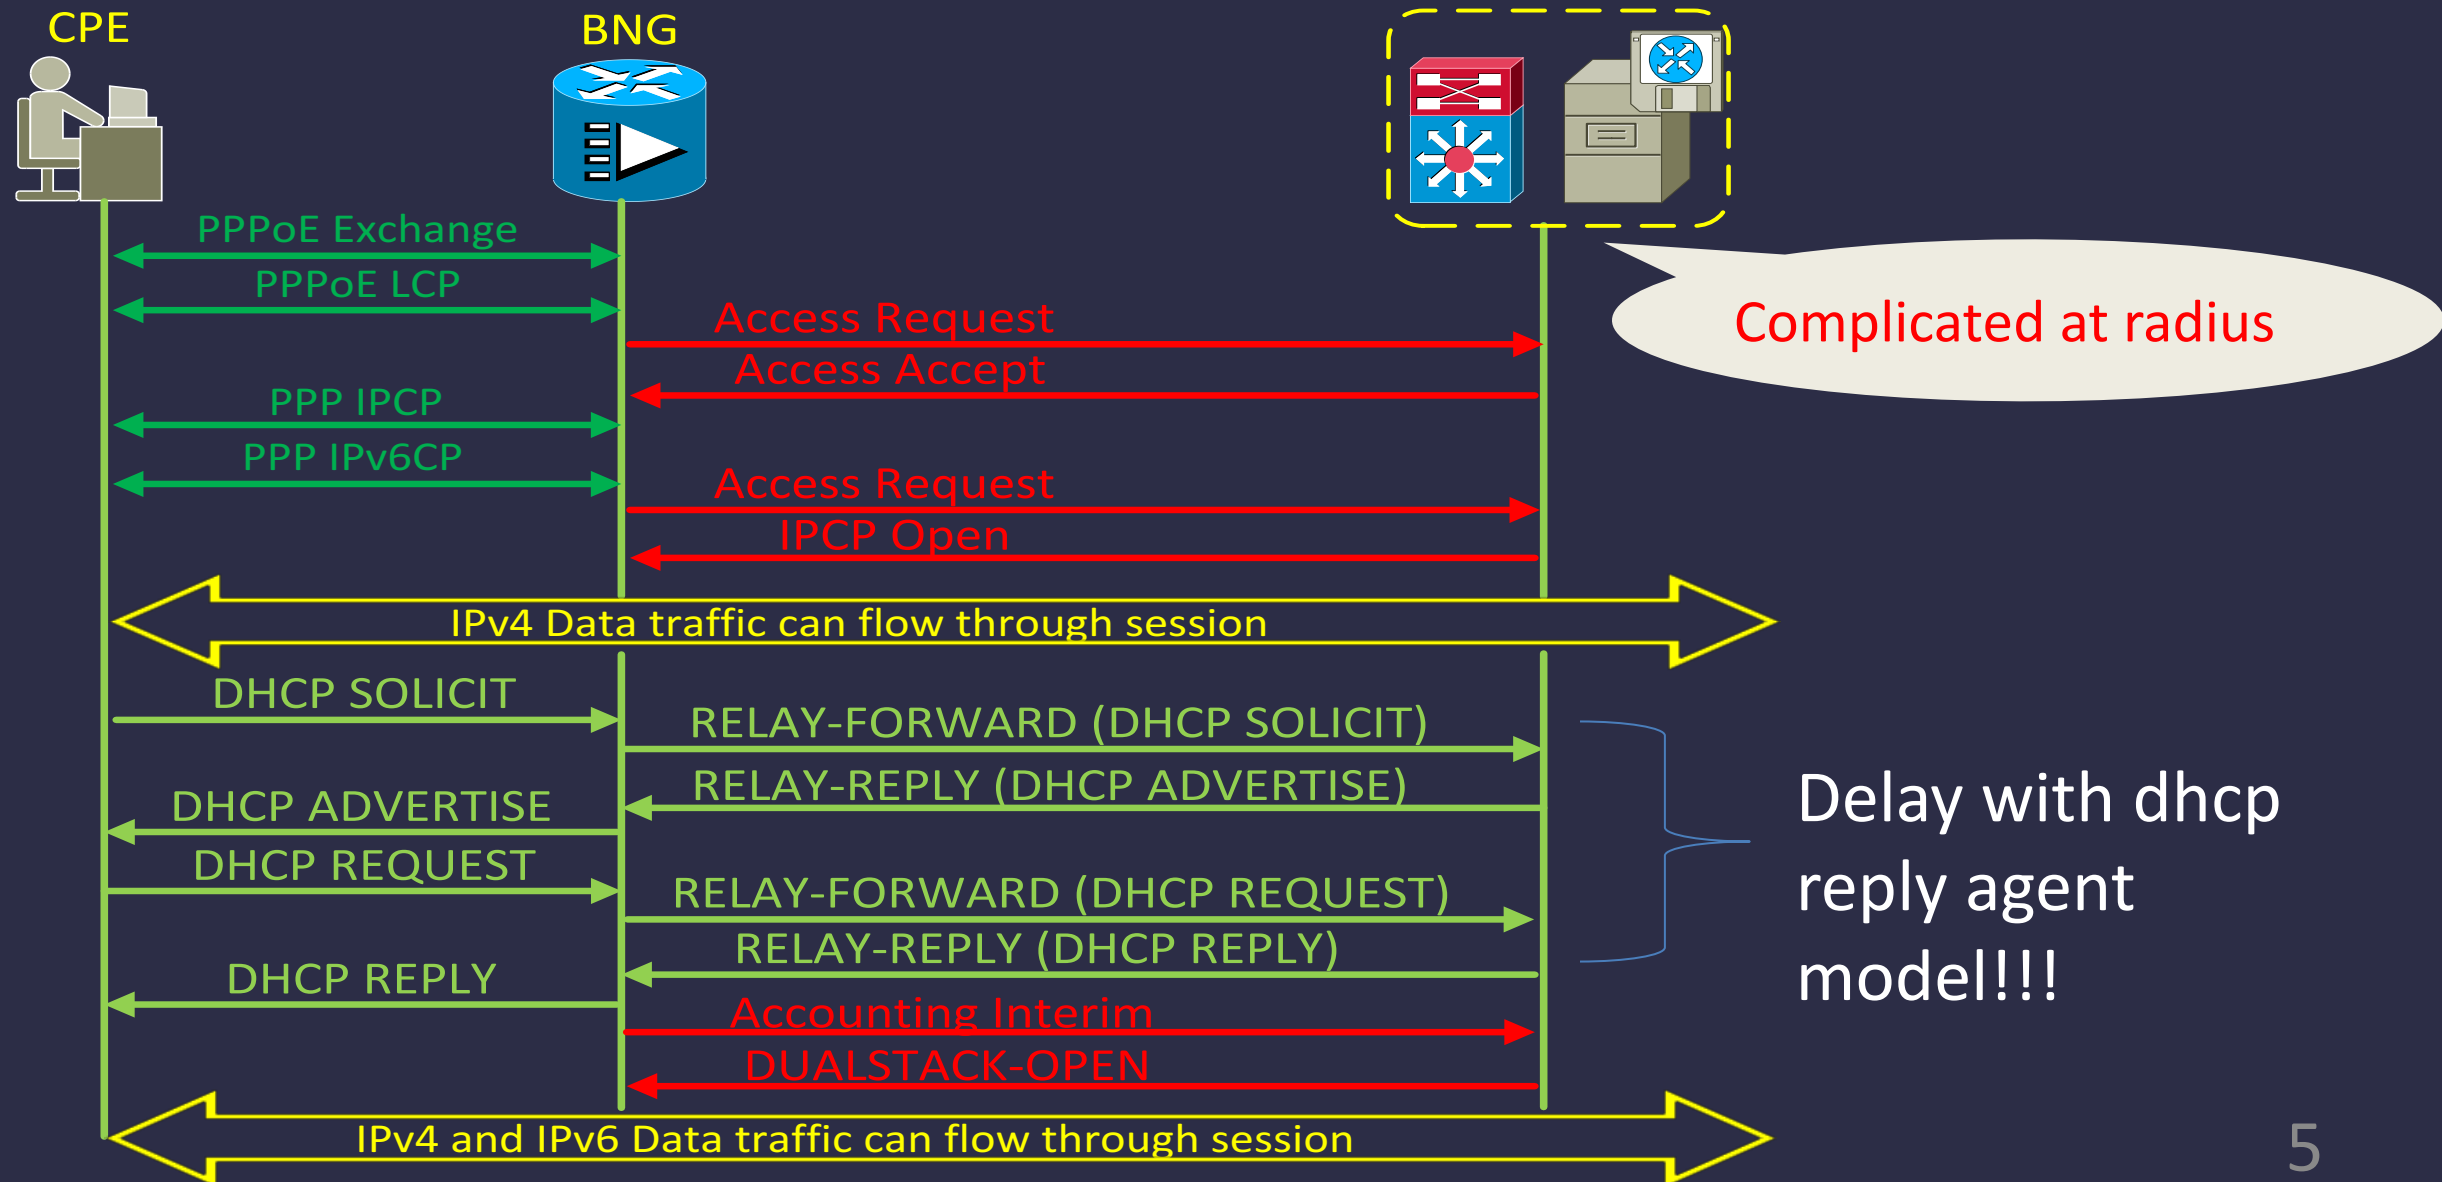 CPE
BNG
PPPoE Exchange
PPPoE LCP
Access Request
Complicated at radius
Access Accept
PPP IPCP
PPP IPv6CP
Access Request
IPCP Open
IPv4 Data traffic can flow through session
DHCP SOLICIT
RELAY-FORWARD (DHCP SOLICIT)
RELAY-REPLY (DHCP ADVERTISE)
DHCP ADVERTISE
DHCP REQUEST
RELAY-FORWARD (DHCP REQUEST)
RELAY-REPLY (DHCP REPLY)
DHCP REPLY
Delay with dhcp
reply agent
model!!!
Accounting Interim
DUALSTACK-OPEN
IPv4 and IPv6 Data traffic can flow through session
5